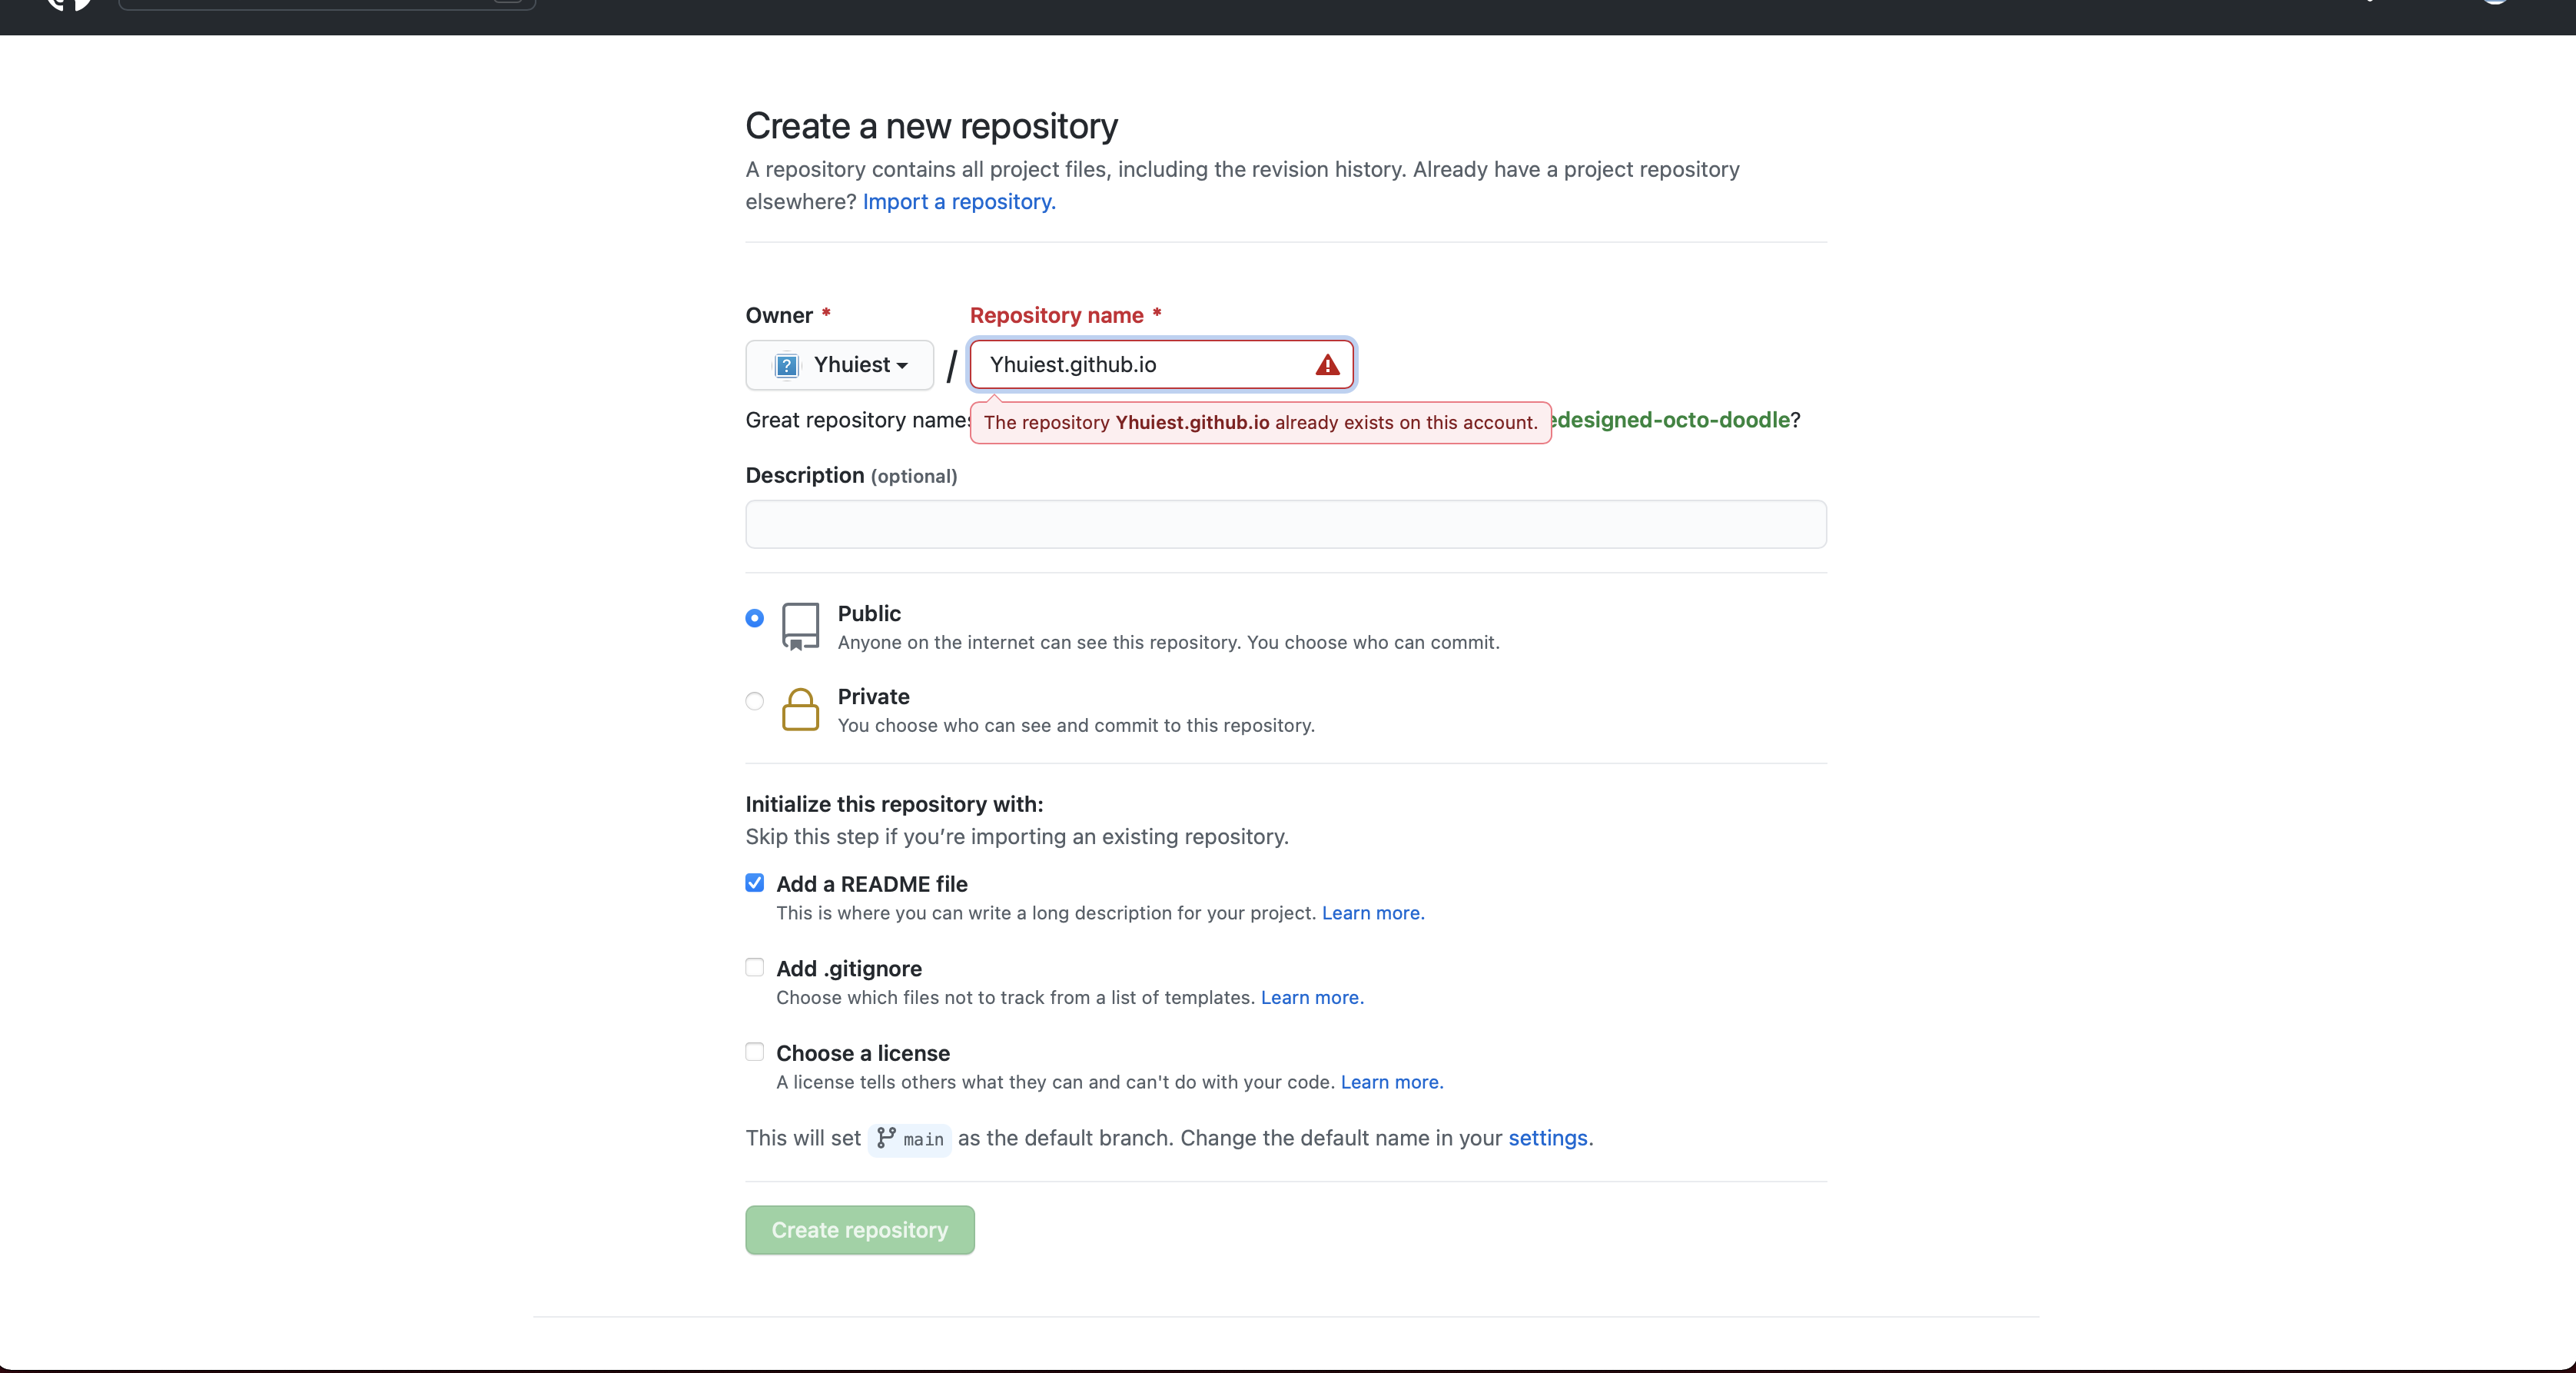 Create a new repository
A repository contains all project files, including the revision history. Already have a project repository
elsewhere? Import a repository.
Owner *
Repository name *
Yhuiest
/
Yhuiest.github.io
Great repository
The repository Yhuiest.github.io already exists on this account.
edesigned-octo-doodle?
Description (optional)
Public
Anyone on the internet can see this repository. You choose who can commit.
Private
You choose who can see and commit to this repository.
Initialize this repository with:
Skip this step if you’re importing an existing repository.
Add a README file
This is where you can write a long description for your project. Learn more.
Add .gitignore
Choose which files not to track from a list of templates. Learn more.
Choose a license
A license tells others what they can and can't do with your code. Learn more.
This will set main as the default branch. Change the default name in your settings.
Create repository